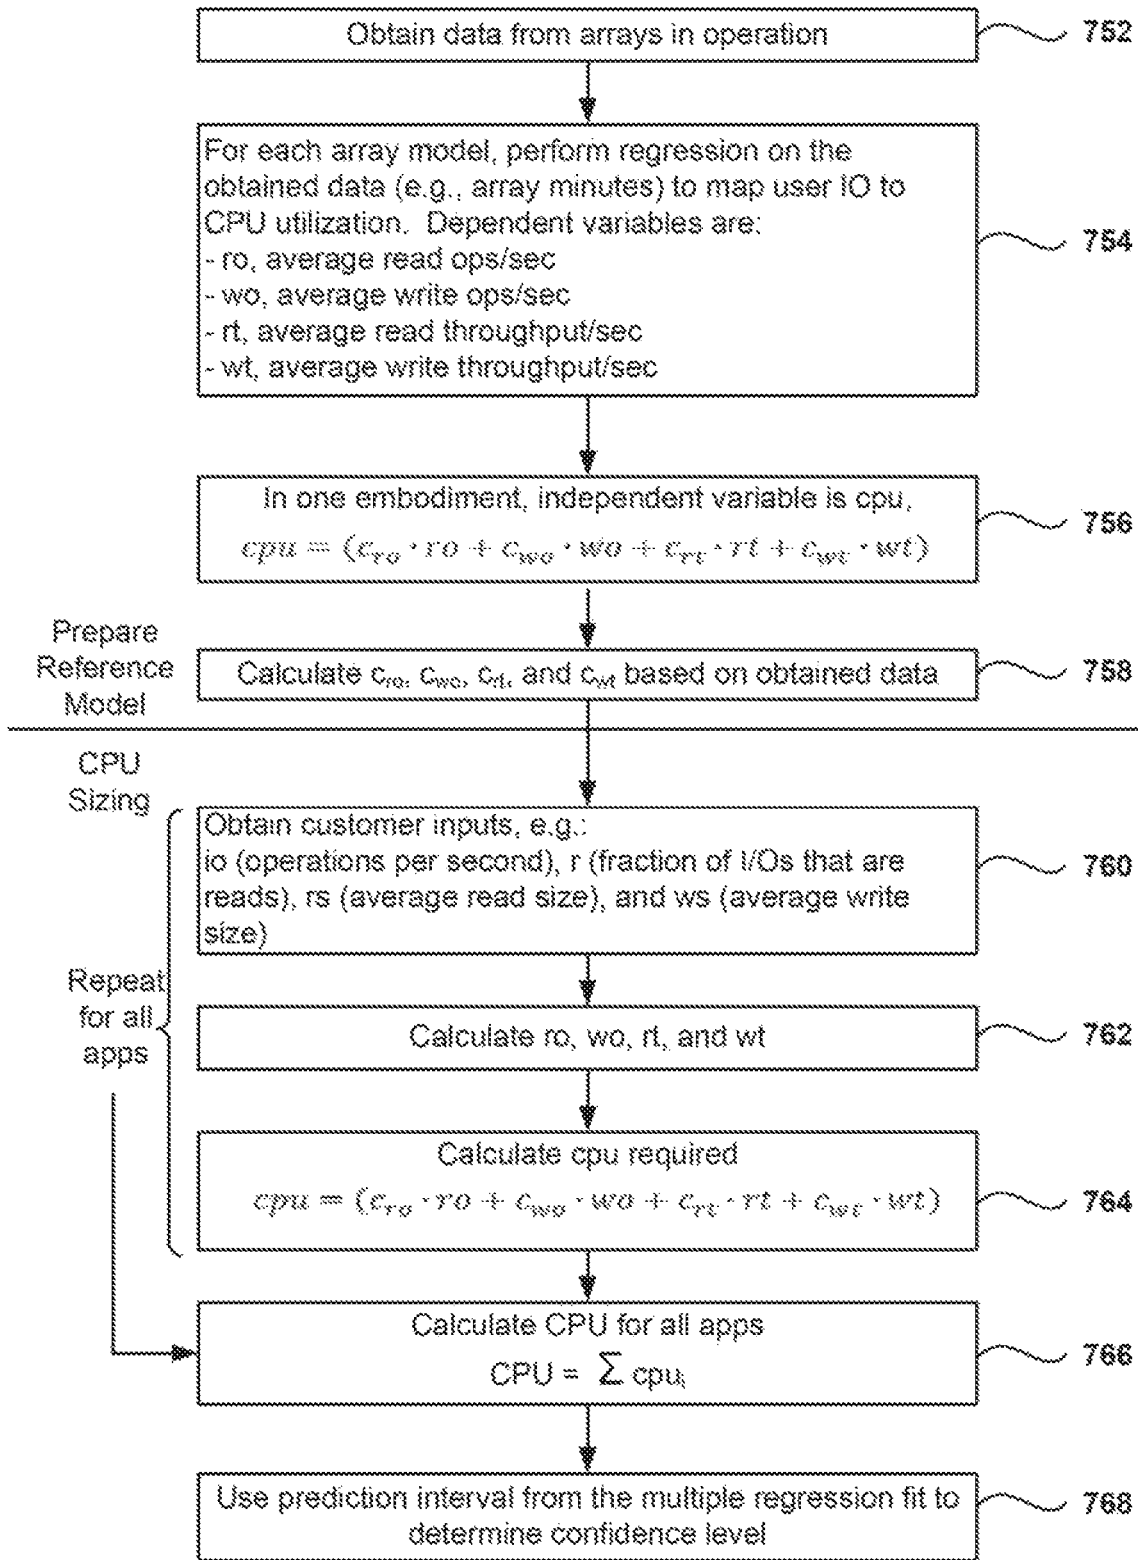 Obtain data from arrays in operation
752
For each array model, perform regression on the
obtained data (e.g., array minutes) to map user IO to
CPU utilization. Dependent variables are:
- ro, average read ops/sec
- wo, average write ops/sec
- rt, average read throughput/sec
- wt, average write throughput/sec
754
In one embodiment, independent variable is cpu,
cpu = (c_ro · ro + c_wo · wo + c_rt · rt + c_wt · wt)
756
Prepare
Reference
Model
Calculate c_ro, c_wo, c_rt, and c_wt based on obtained data
758
CPU
Sizing
Obtain customer inputs, e.g.:
io (operations per second), r (fraction of I/Os that are
reads), rs (average read size), and ws (average write
size)
760
Repeat
for all
apps
Calculate ro, wo, rt, and wt
762
Calculate cpu required
cpu = (c_ro · ro + c_wo · wo + c_rt · rt + c_wt · wt)
764
Calculate CPU for all apps
CPU = Σ cpu_i
766
Use prediction interval from the multiple regression fit to
determine confidence level
768